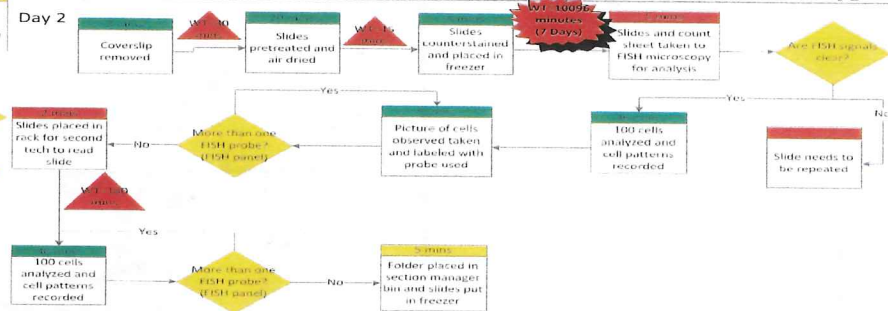 Day 2
Coverslip
removed
Slides
pretreated and
air dried
Slides
counterstained
and placed in
freezer
WT 10096
minutes
(7 Days)
Slides and count
sheet taken to
FISH microscopy
for analysis
Are FISH signals
clear?
Yes
No
Slide needs to
be repeated
100 cells
analyzed and
cell patterns
recorded
Picture of cells
observed taken
and labeled with
probe used
Yes
More than one
FISH probe?
(FISH panel)
No
Slides placed in
rack for second
tech to read
slide
100 cells
analyzed and
cell patterns
recorded
Yes
More than one
FISH probe?
(FISH panel)
No
5 mins
Folder placed in
section manager
bin and slides put
in freezer